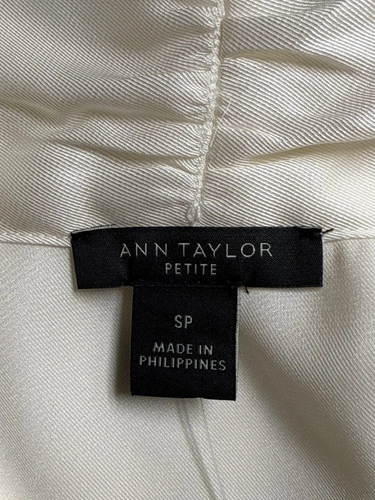 ANN TAYLOR
PETITE
SP
MADE IN
PHILIPPINES